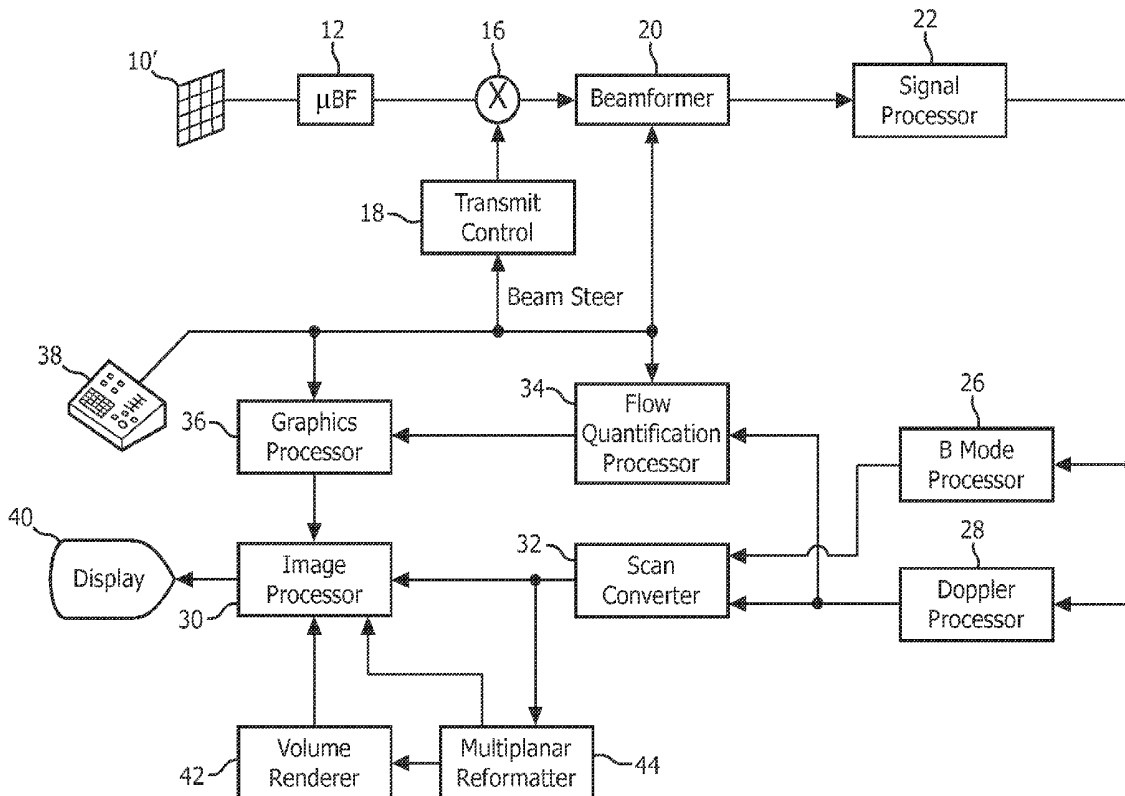 10'
12
μBF
16
X
20
Beamformer
22
Signal
Processor
18
Transmit
Control
Beam Steer
38
36
Graphics
Processor
34
Flow
Quantification
Processor
26
B Mode
Processor
40
Display
Image
Processor
30
32
Scan
Converter
28
Doppler
Processor
42
Volume
Renderer
Multiplanar
Reformatter
44